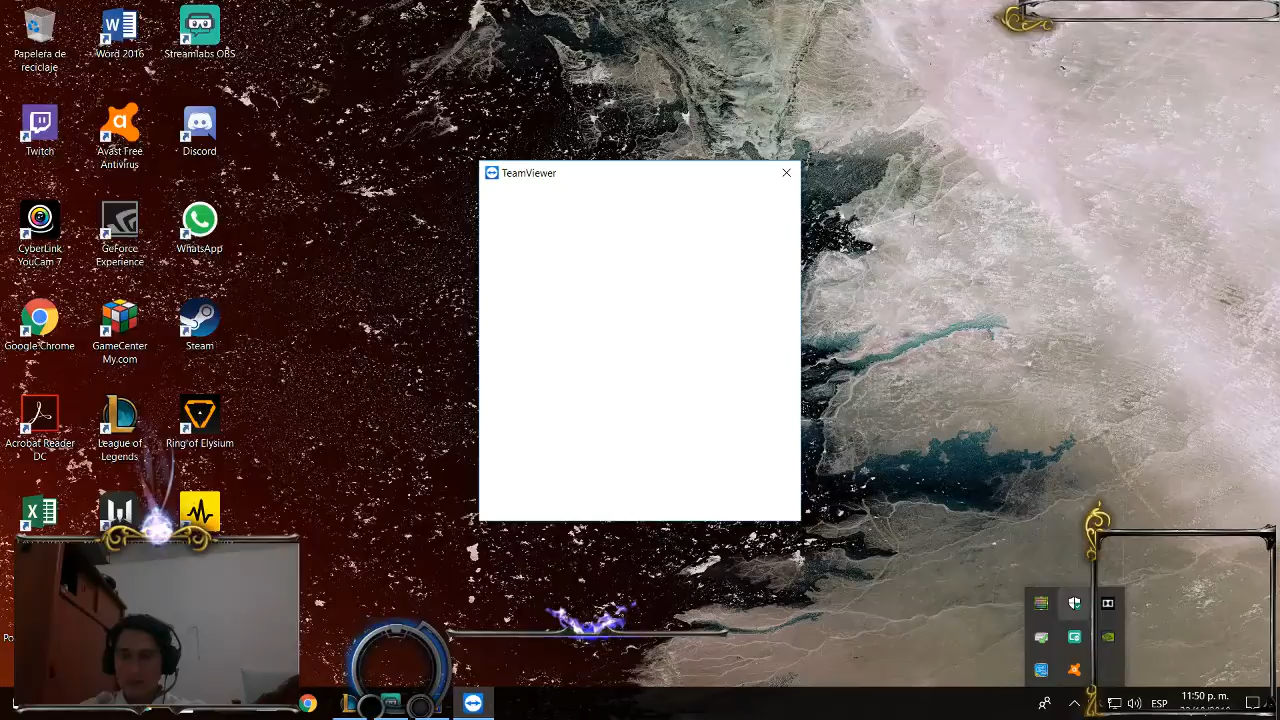 Papelera de
reciclaje
Word 2016
Streamlabs OBS
Twitch
Avast Free
Antivirus
Discord
CyberLink
YouCam 7
GeForce
Experience
WhatsApp
Google Chrome
GameCenter
My.com
Steam
Acrobat Reader
DC
League of
Legends
Ring of Elysium
TeamViewer
ESP
11:50 p. m.